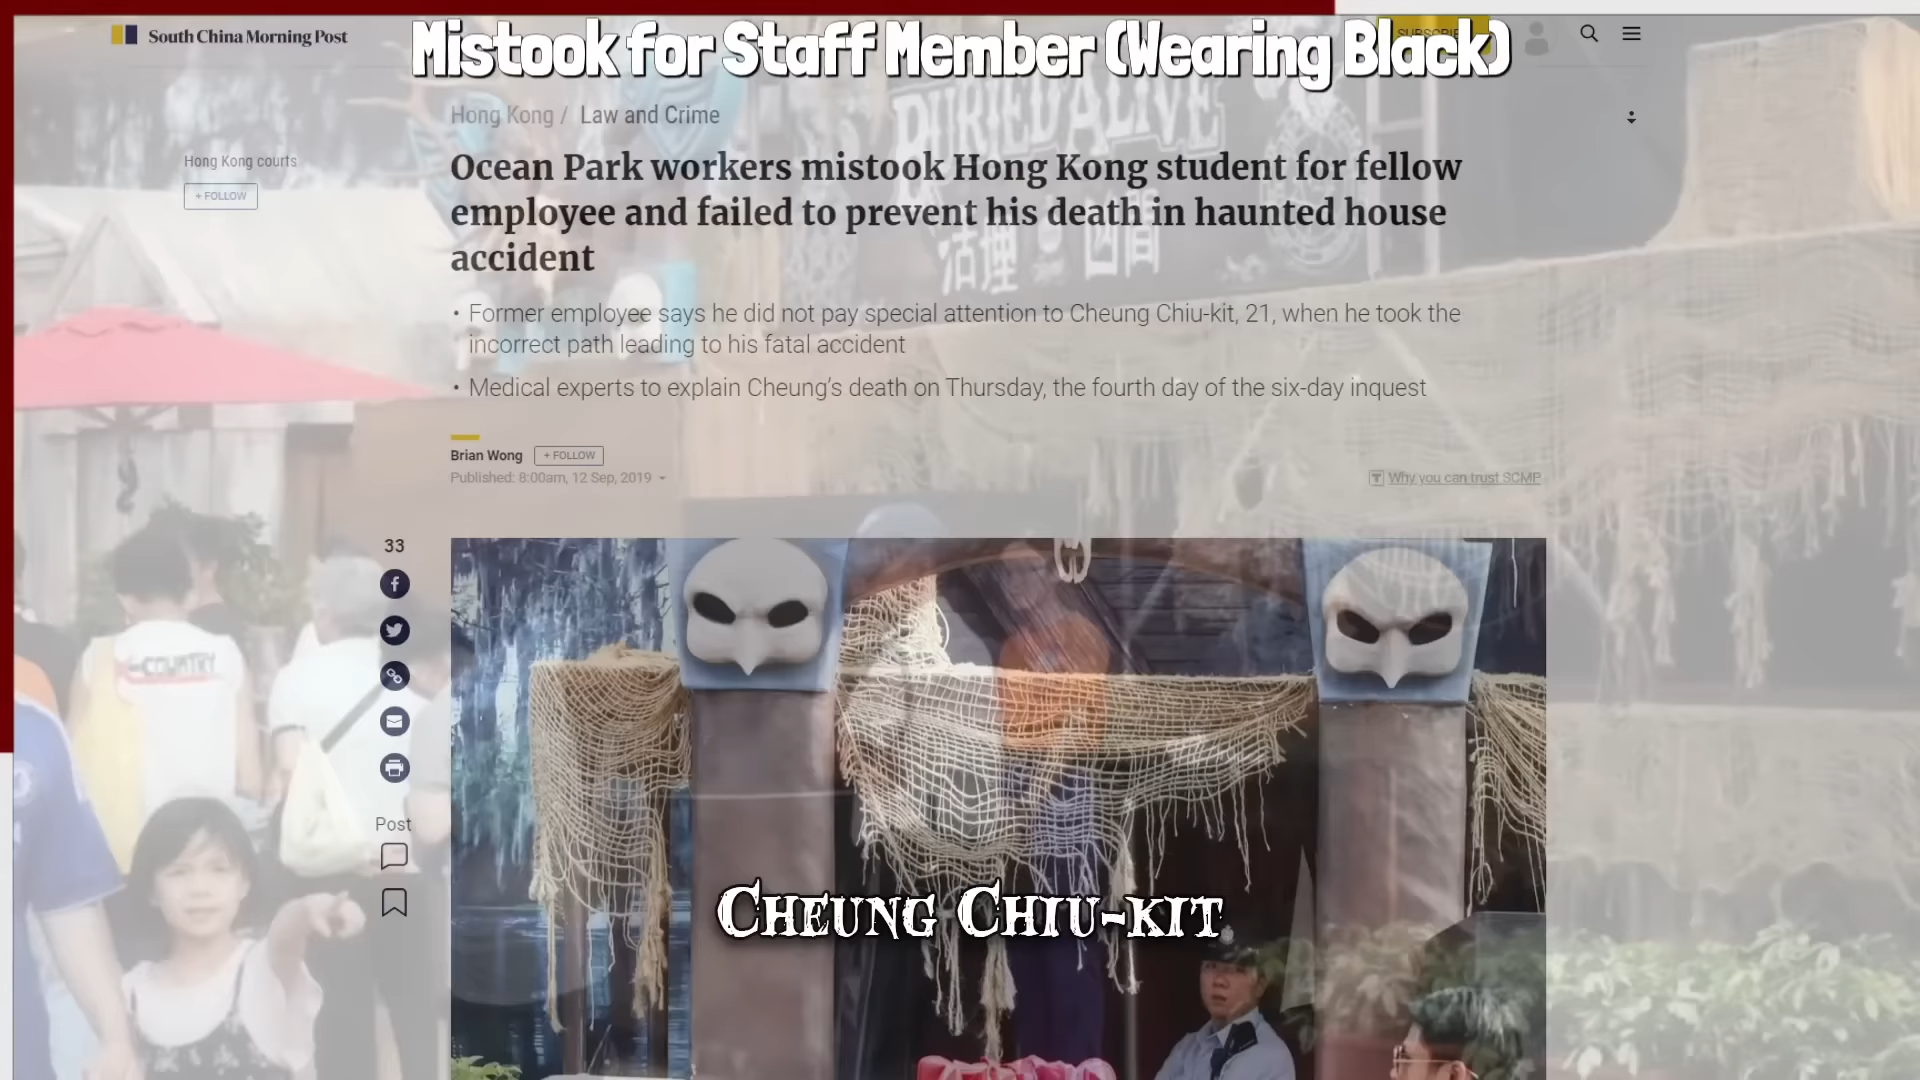 South China Morning Post
Mistook for Staff Member (Wearing Black)
SUBSCRIBE
Hong Kong / Law and Crime
BURIED ALIVE
Hong Kong courts
+ FOLLOW
Ocean Park workers mistook Hong Kong student for fellow
employee and failed to prevent his death in haunted house
accident
• Former employee says he did not pay special attention to Cheung Chiu-kit, 21, when he took the
incorrect path leading to his fatal accident
• Medical experts to explain Cheung's death on Thursday, the fourth day of the six-day inquest
Brian Wong + FOLLOW
Published: 8:00am, 12 Sep, 2019
Why you can trust SCMP
33
COUNTRY
Post
Cheung Chiu-kit